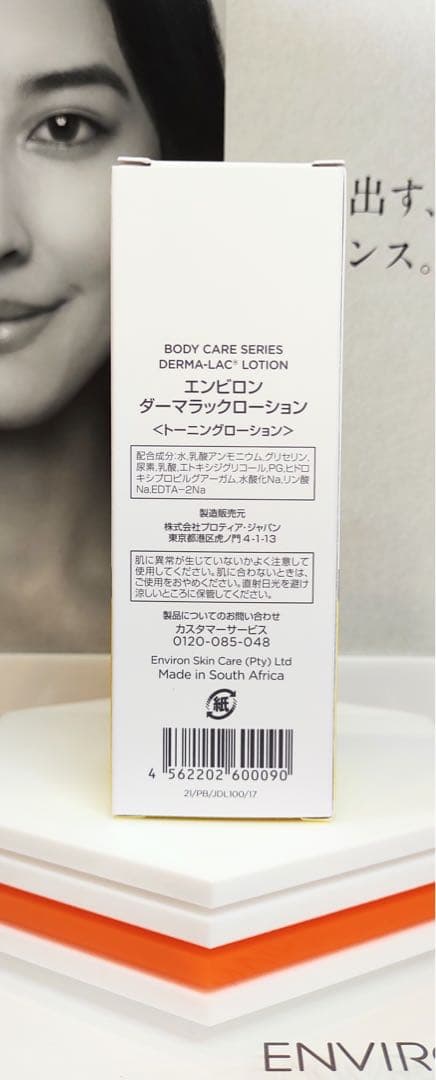 出す、
ンス。
BODY CARE SERIES
DERMA-LAC® LOTION
エンビロン
ダーマラックローション
<トーニングローション>
配合成分:水,乳酸アンモニウム,グリセリン,
尿素,乳酸,エトキシジグリコール,PG,ヒドロ
キシプロピルグアーガム,水酸化Na,リン酸
Na,EDTA-2Na
製造販売元
株式会社プロティア・ジャパン
東京都港区虎ノ門4-1-13
肌に異常が生じていないかよく注意して
使用してください。肌に合わないときは、
ご使用をおやめください。直射日光を避け
涼しいところに保管してください。
製品についてのお問い合わせ
カスタマーサービス
0120-085-048
Environ Skin Care (Pty) Ltd
Made in South Africa
紙
4 562202 600090
21/PB/JDL100/17
ENVIR